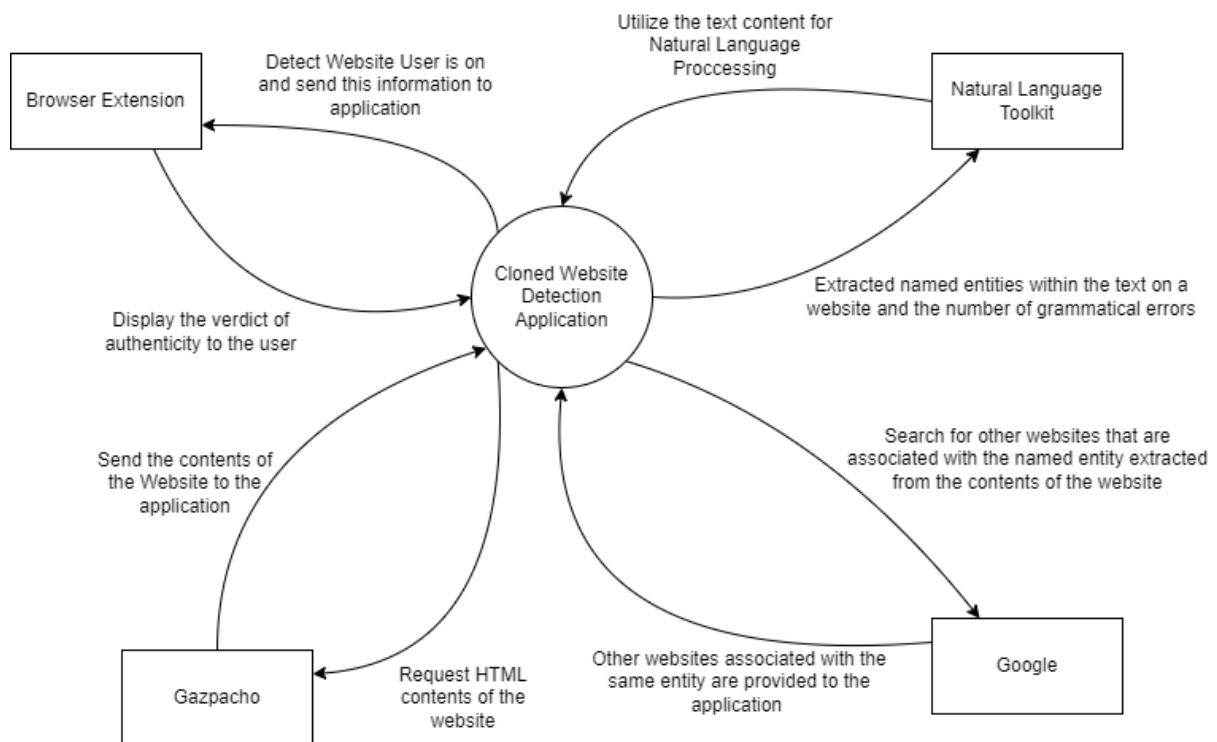 Utilize the text content for
Natural Language
Proccessing
Detect Website User is on
and send this information to
application
Browser Extension
Natural Language
Toolkit
Cloned Website
Detection
Application
Extracted named entities within the text on a
website and the number of grammatical errors
Display the verdict of
authenticity to the user
Send the contents of
the Website to the
application
Search for other websites that are
associated with the named entity extracted
from the contents of the website
Other websites associated with the
same entity are provided to the
application
Request HTML
contents of the
website
Gazpacho
Google